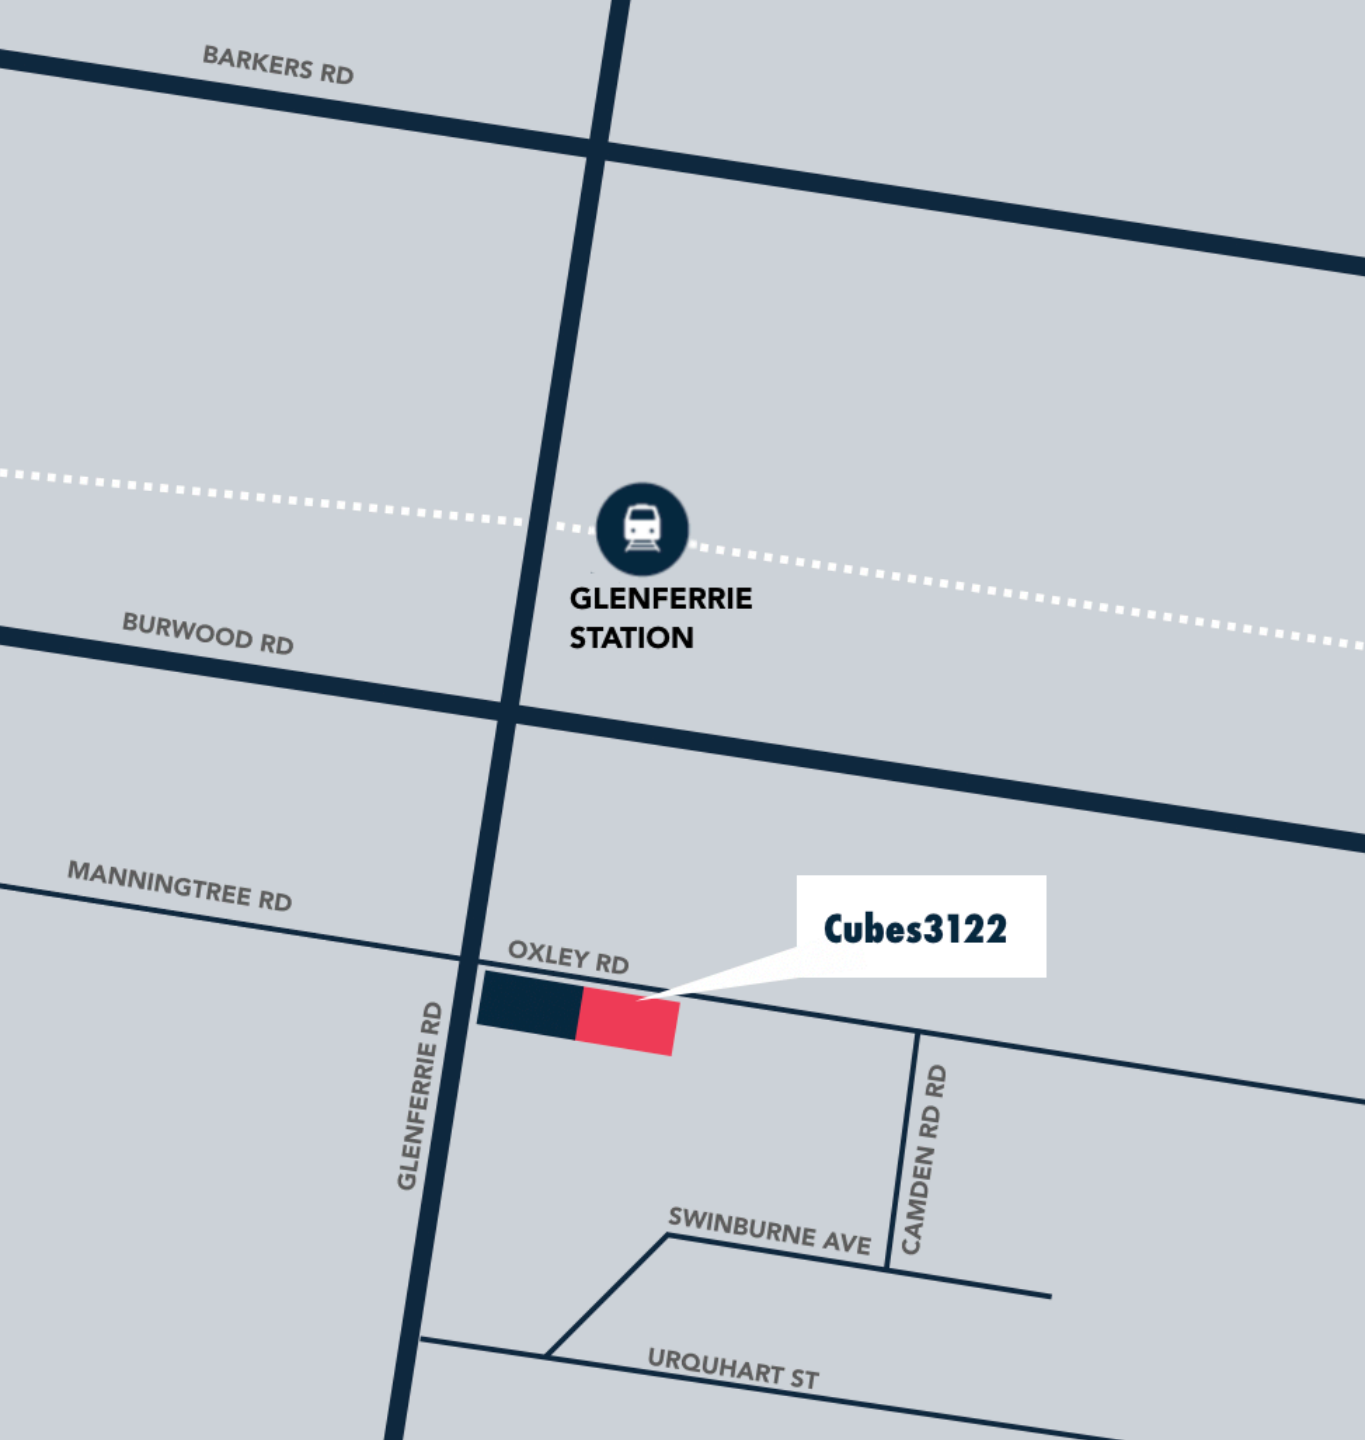 BARKERS RD
GLENFERRIE
STATION
BURWOOD RD
MANNINGTREE RD
Cubes3122
OXLEY RD
GLENFERRIE RD
CAMDEN RD RD
SWINBURNE AVE
URQUHART ST